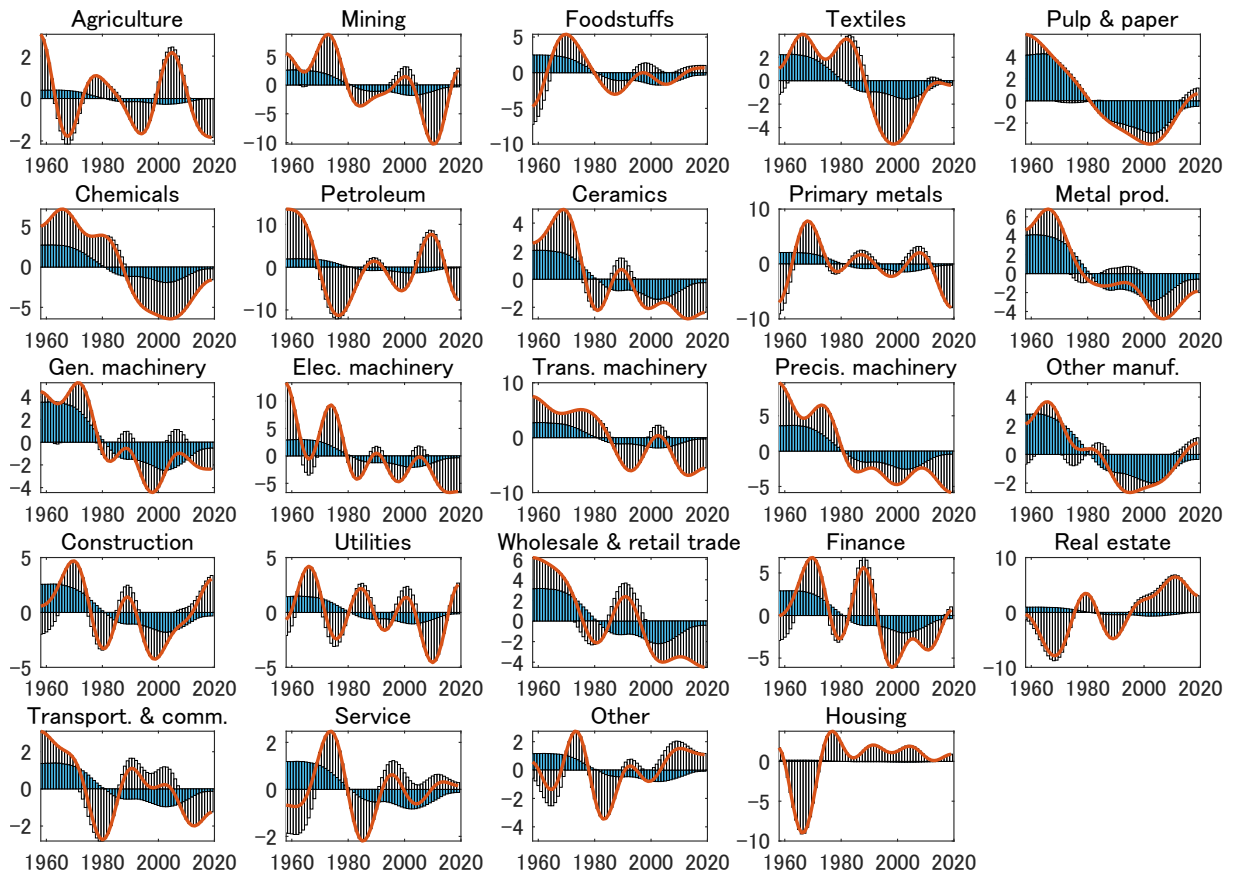 Agriculture Mining Foodstuffs Textiles Pulp & paper
2 0 -2
5 0 -5 -10
5 0 -5 -10
2 0 -2 -4
4 2 0 -2
1960 1980 2000 2020 1960 1980 2000 2020 1960 1980 2000 2020 1960 1980 2000 2020 1960 1980 2000 2020
Chemicals Petroleum Ceramics Primary metals Metal prod.
5 0 -5
10 0 -10
4 2 0 -2
10 0 -10
6 4 2 0 -2 -4
1960 1980 2000 2020 1960 1980 2000 2020 1960 1980 2000 2020 1960 1980 2000 2020 1960 1980 2000 2020
Gen. machinery Elec. machinery Trans. machinery Precis. machinery Other manuf.
4 2 0 -2 -4
10 5 0 -5
10 0 -10
5 0 -5
4 2 0 -2
1960 1980 2000 2020 1960 1980 2000 2020 1960 1980 2000 2020 1960 1980 2000 2020 1960 1980 2000 2020
Construction Utilities Wholesale & retail trade Finance Real estate
5 0 -5
4 2 0 -2 -4
6 4 2 0 -2 -4
5 0 -5
10 0 -10
1960 1980 2000 2020 1960 1980 2000 2020 1960 1980 2000 2020 1960 1980 2000 2020 1960 1980 2000 2020
Transport. & comm. Service Other Housing
2 0 -2
2 0 -2
2 0 -2 -4
0 -5 -10
1960 1980 2000 2020 1960 1980 2000 2020 1960 1980 2000 2020 1960 1980 2000 2020